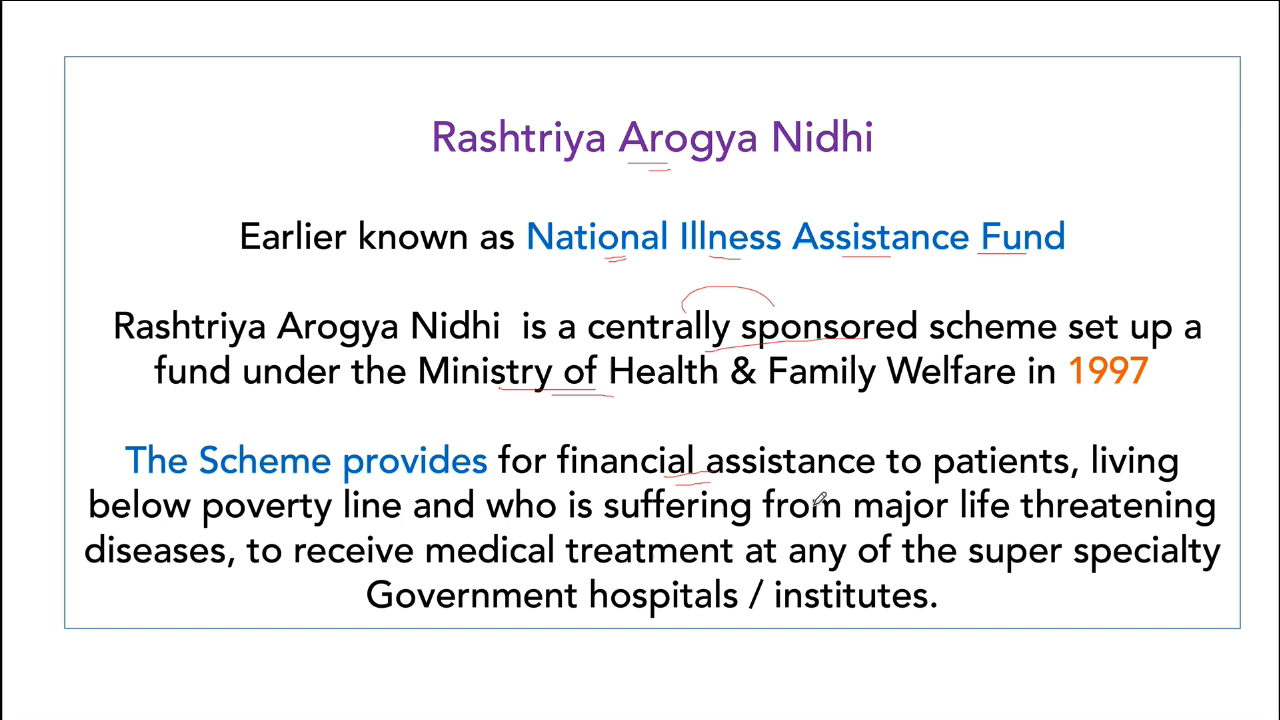 Rashtriya Arogya Nidhi
Earlier known as National Illness Assistance Fund
Rashtriya Arogya Nidhi is a centrally sponsored scheme set up a
fund under the Ministry of Health & Family Welfare in 1997
The Scheme provides for financial assistance to patients, living
below poverty line and who is suffering from major life threatening
diseases, to receive medical treatment at any of the super specialty
Government hospitals / institutes.